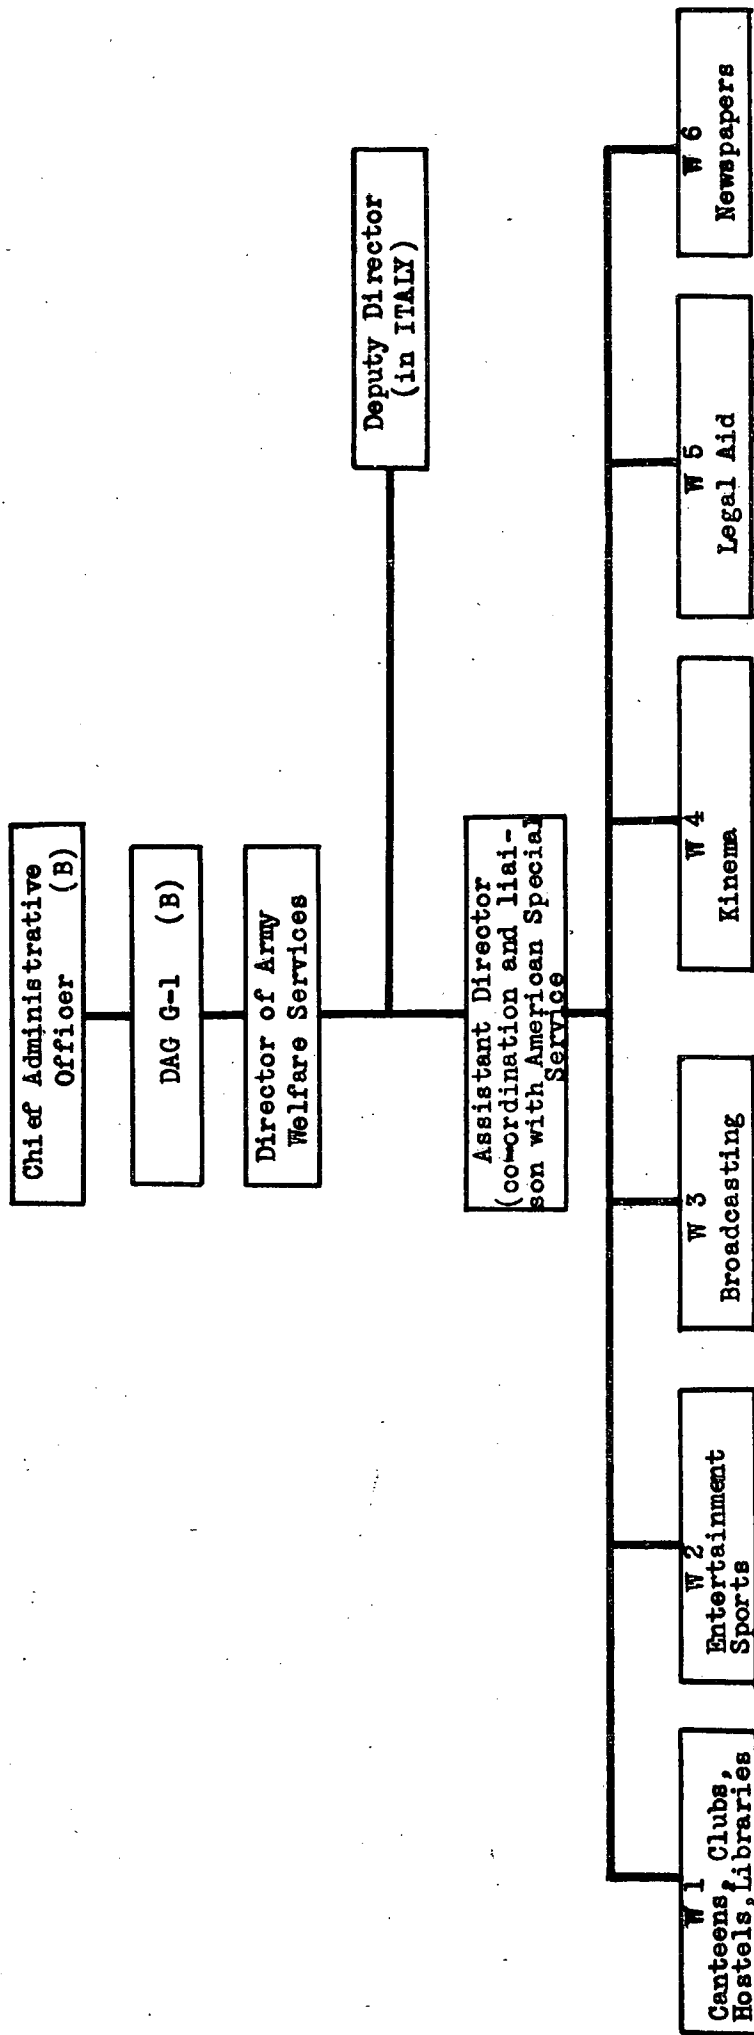 Chief Administrative
Officer (B)
DAG G-1 (B)
Director of Army
Welfare Services
Deputy Director
(in ITALY)
Assistant Director
(co-ordination and liai-
son with American Special
Service
W 1
Canteens, Clubs,
Hostels, Libraries
W 2
Entertainment
Sports
W 3
Broadcasting
W 4
Kinema
W 5
Legal Aid
W 6
Newspapers